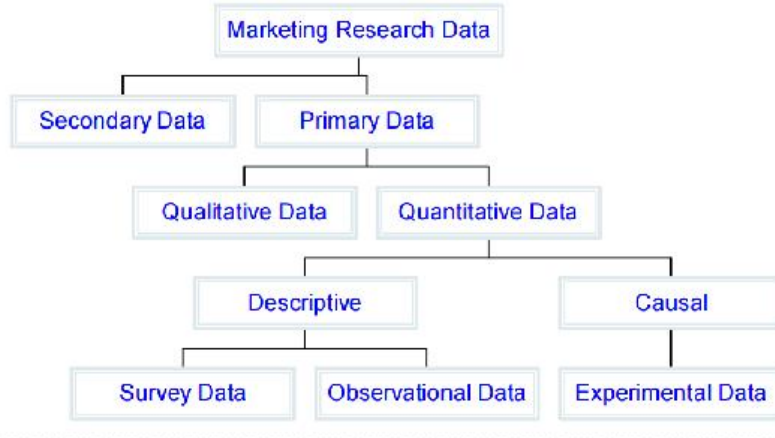 Marketing Research Data
Secondary Data
Primary Data
Qualitative Data
Quantitative Data
Descriptive
Causal
Survey Data
Observational Data
Experimental Data